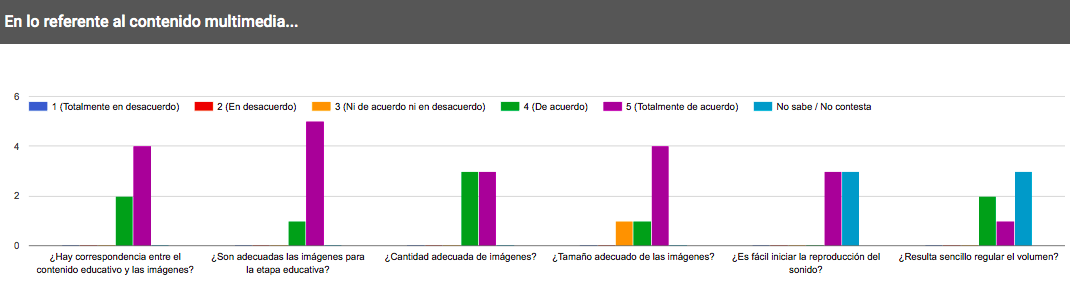 En lo referente al contenido multimedia...
6
1 (Totalmente en desacuerdo) 2 (En desacuerdo) 3 (Ni de acuerdo ni en desacuerdo) 4 (De acuerdo) 5 (Totalmente de acuerdo) No sabe / No contesta
4
2
0
¿Hay correspondencia entre el
contenido educativo y las imágenes?
¿Son adecuadas las imágenes para
la etapa educativa?
¿Cantidad adecuada de imágenes?
¿Tamaño adecuado de las imágenes?
¿Es fácil iniciar la reproducción del
sonido?
¿Resulta sencillo regular el volumen?